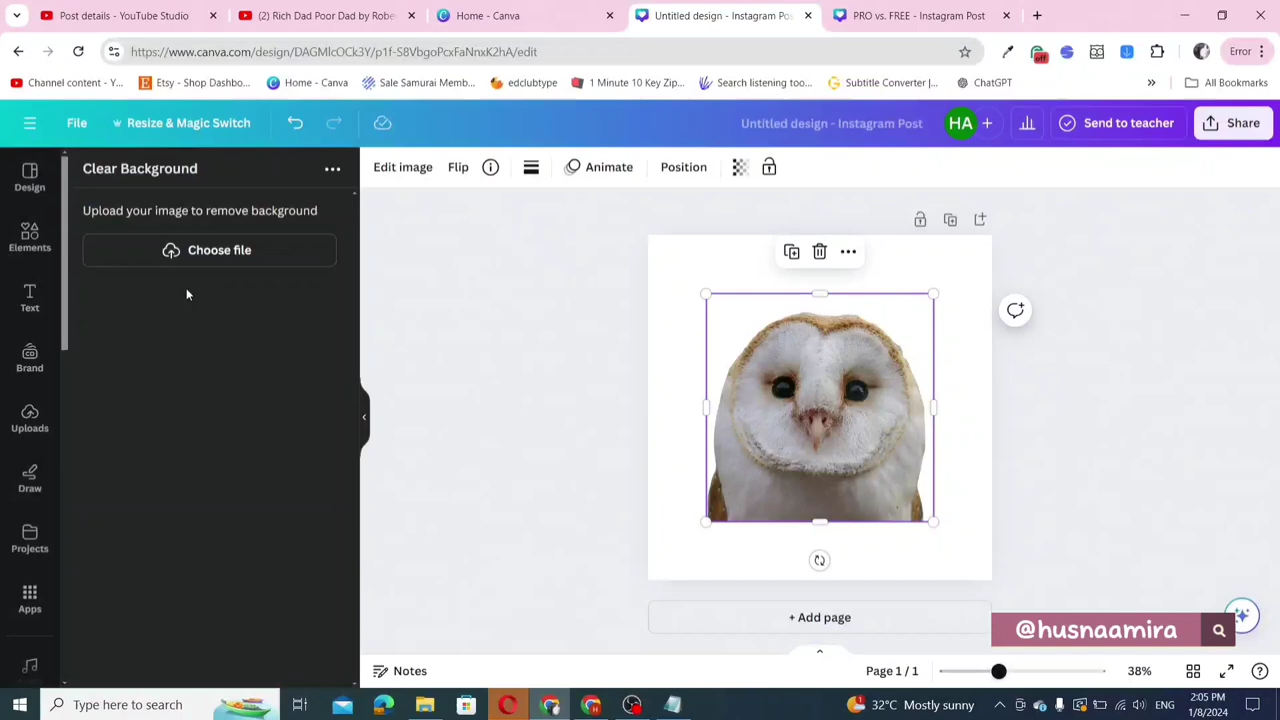 Post details - YouTube Studio
(2) Rich Dad Poor Dad by Robe
Home - Canva
Untitled design - Instagram Pos
PRO vs. FREE - Instagram Post
https://www.canva.com/design/DAGMlcOCk3Y/p1f-S8VbgoPcxFaNnxK2hA/edit
off
Error
Channel content - Y...
Etsy - Shop Dashbo...
Home - Canva
Sale Samurai Memb...
edclubtype
1 Minute 10 Key Zip...
Search listening too...
Subtitle Converter |...
ChatGPT
All Bookmarks
File
Resize & Magic Switch
Untitled design - Instagram Post
HA
Send to teacher
Share
Design
Elements
Text
Brand
Uploads
Draw
Projects
Apps
Clear Background
Upload your image to remove background
Choose file
Edit image
Flip
Animate
Position
+ Add page
@husnaamira
Notes
Page 1 / 1
38%
Type here to search
32°C Mostly sunny
ENG
2:05 PM
1/8/2024